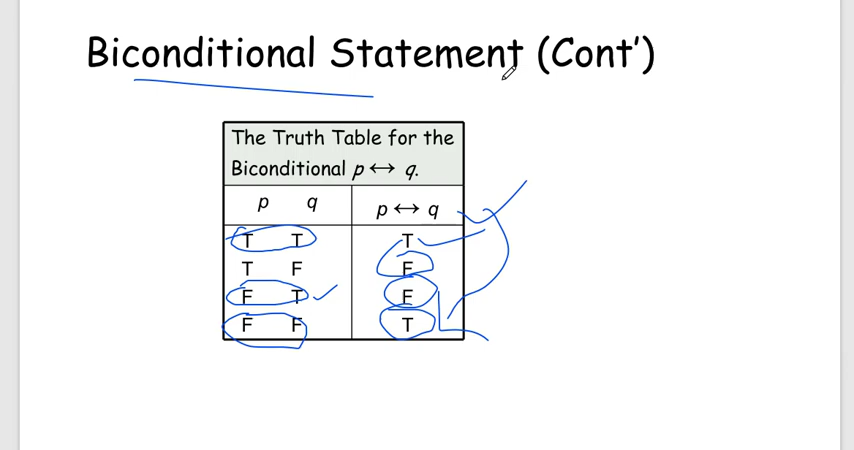 Biconditional Statement (Cont')
The Truth Table for the
Biconditional p ↔ q.
p q p ↔ q
T T T
T F F
F T F
F F T